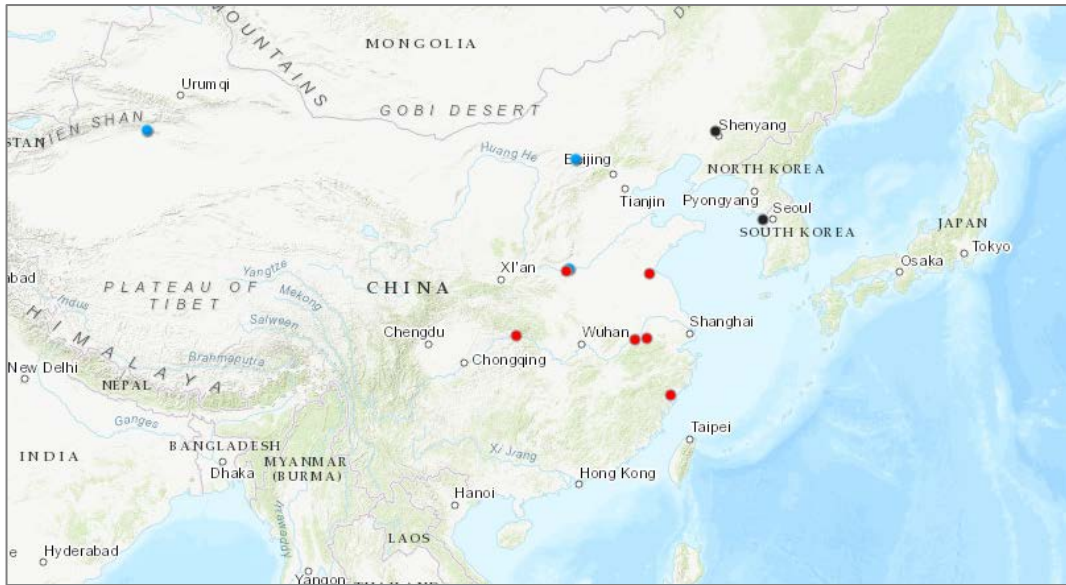 MOUNTAINS
MONGOLIA
Urumqi
GOBI DESERT
TIEN SHAN
STAN
Shenyang
Huang He
Beijing
NORTH KOREA
Tianjin
Pyongyang
Seoul
SOUTH KOREA
JAPAN
Tokyo
Osaka
XI'an
Yangtze
CHINA
abad
Indus
PLATEAU OF
TIBET
Mekong
Salween
Shanghai
Chengdu
Wuhan
Chongqing
HIMALAYA
Brahmaputra
New Delhi
NEPAL
Ganges
Taipei
BANGLADESH
Xi Jiang
INDIA
Dhaka
MYANMAR
(BURMA)
Hong Kong
Hanoi
Irrawaddy
LAOS
e
Hyderabad
Yangon
THAILAND